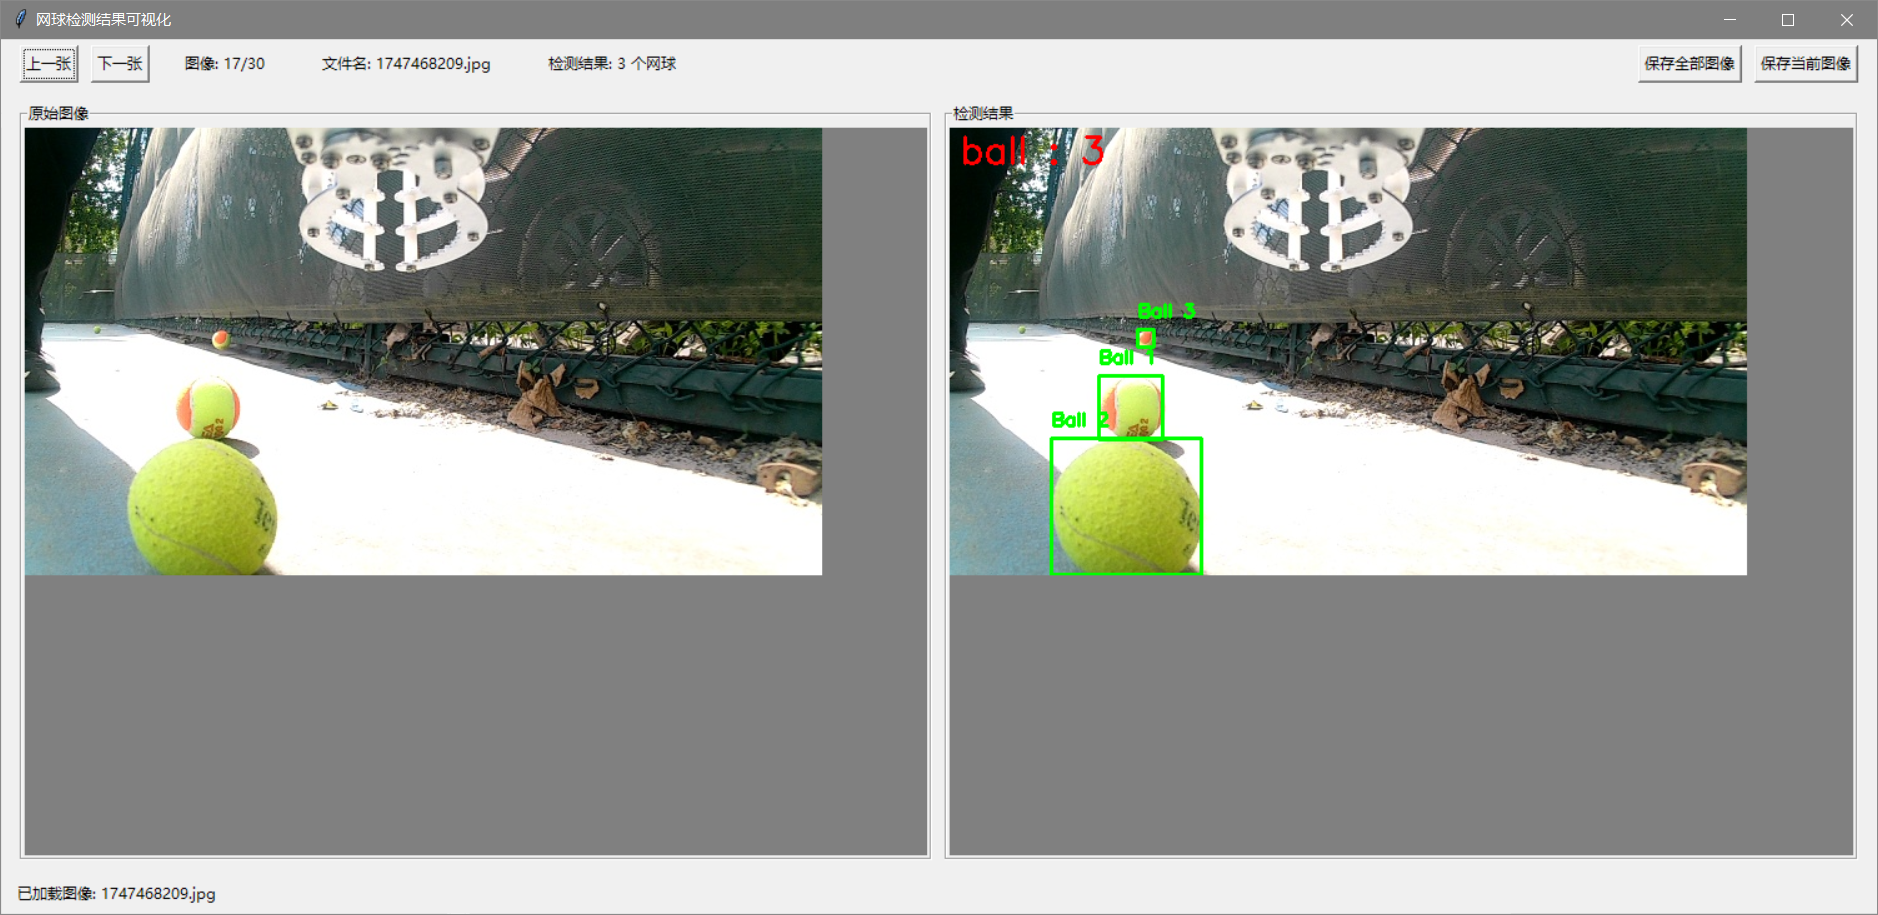 网球检测结果可视化
上一张 下一张 图像: 17/30 文件名: 1747468209.jpg 检测结果: 3 个网球 保存全部图像 保存当前图像
原始图像
检测结果
ball : 3
Ball 3
Ball 1
Ball 2
已加载图像: 1747468209.jpg